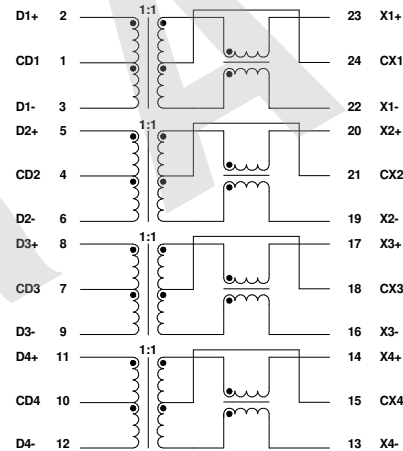 1:1
D1+ 2 23 X1+
CD1 1 24 CX1
D1- 3 22 X1-
1:1
D2+ 5 20 X2+
CD2 4 21 CX2
D2- 6 19 X2-
1:1
D3+ 8 17 X3+
CD3 7 18 CX3
D3- 9 16 X3-
1:1
D4+ 11 14 X4+
CD4 10 15 CX4
D4- 12 13 X4-